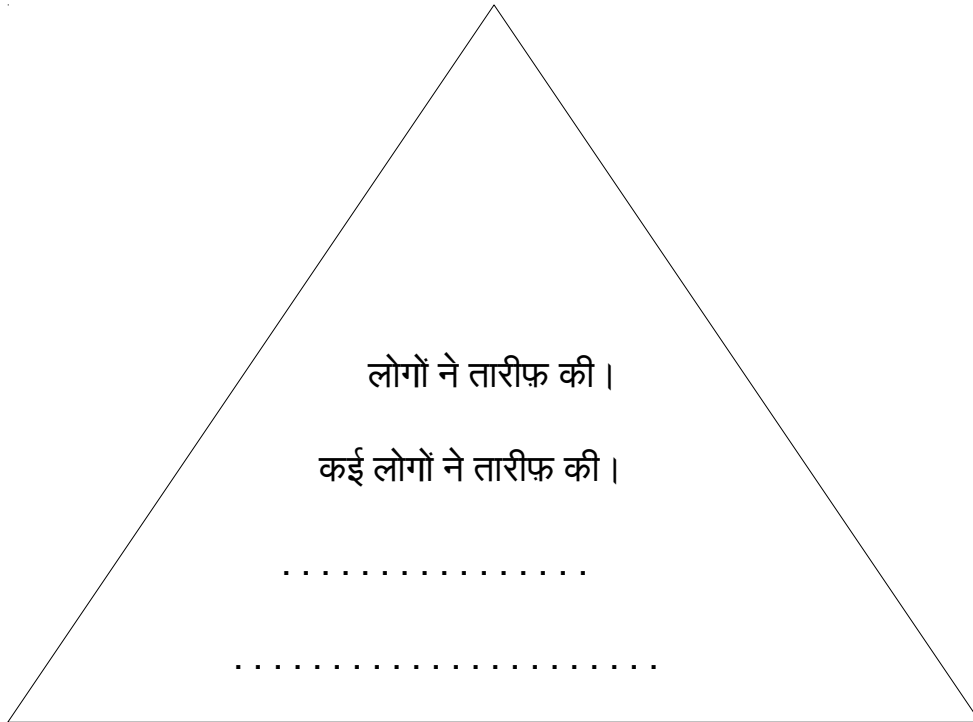 लोगों ने तारीफ़ की।
कई लोगों ने तारीफ़ की।
. . . . . . . . . . . . . . . .
. . . . . . . . . . . . . . . . . . . . . .